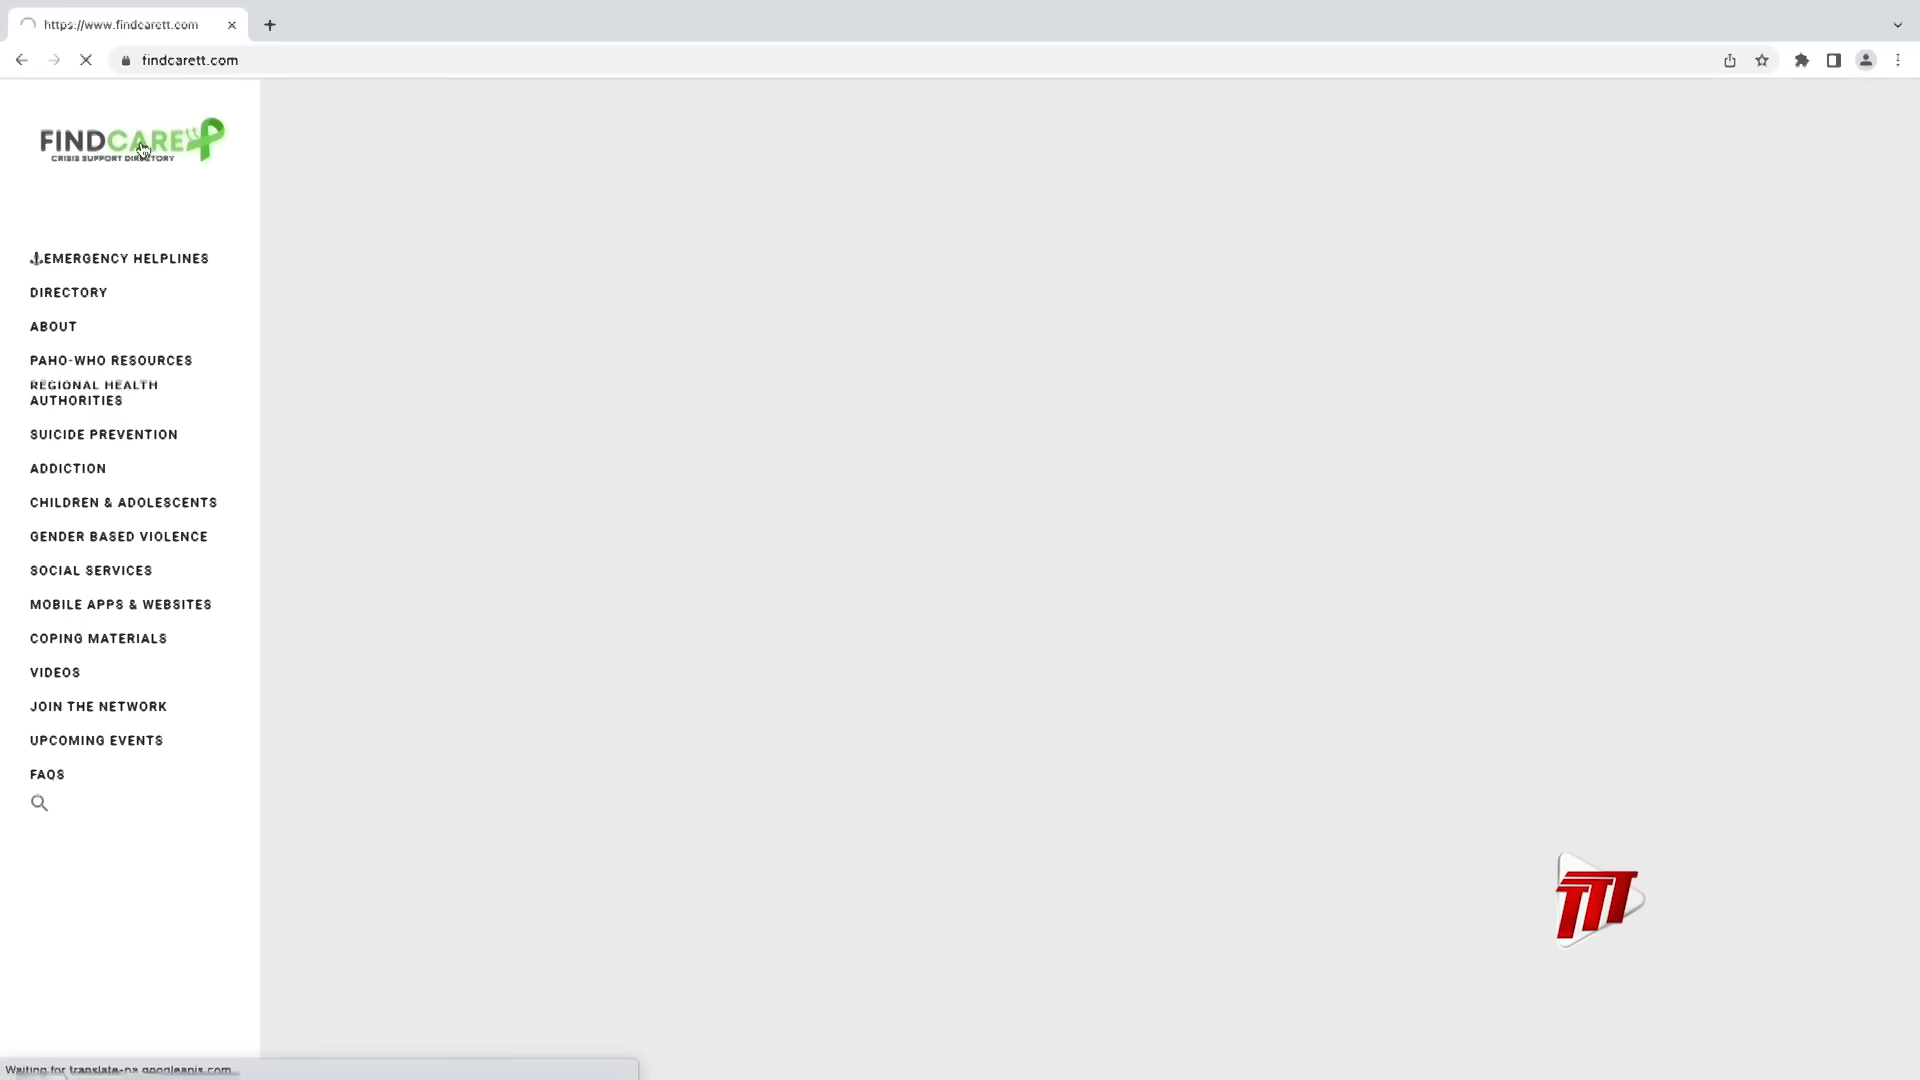 https://www.findcarett.com
findcarett.com
FINDCARE tt
CRISIS SUPPORT DIRECTORY
EMERGENCY HELPLINES
DIRECTORY
ABOUT
PAHO-WHO RESOURCES
REGIONAL HEALTH
AUTHORITIES
SUICIDE PREVENTION
ADDICTION
CHILDREN & ADOLESCENTS
GENDER BASED VIOLENCE
SOCIAL SERVICES
MOBILE APPS & WEBSITES
COPING MATERIALS
VIDEOS
JOIN THE NETWORK
UPCOMING EVENTS
FAQS
TTT
Waiting for translate-pa.googleapis.com...